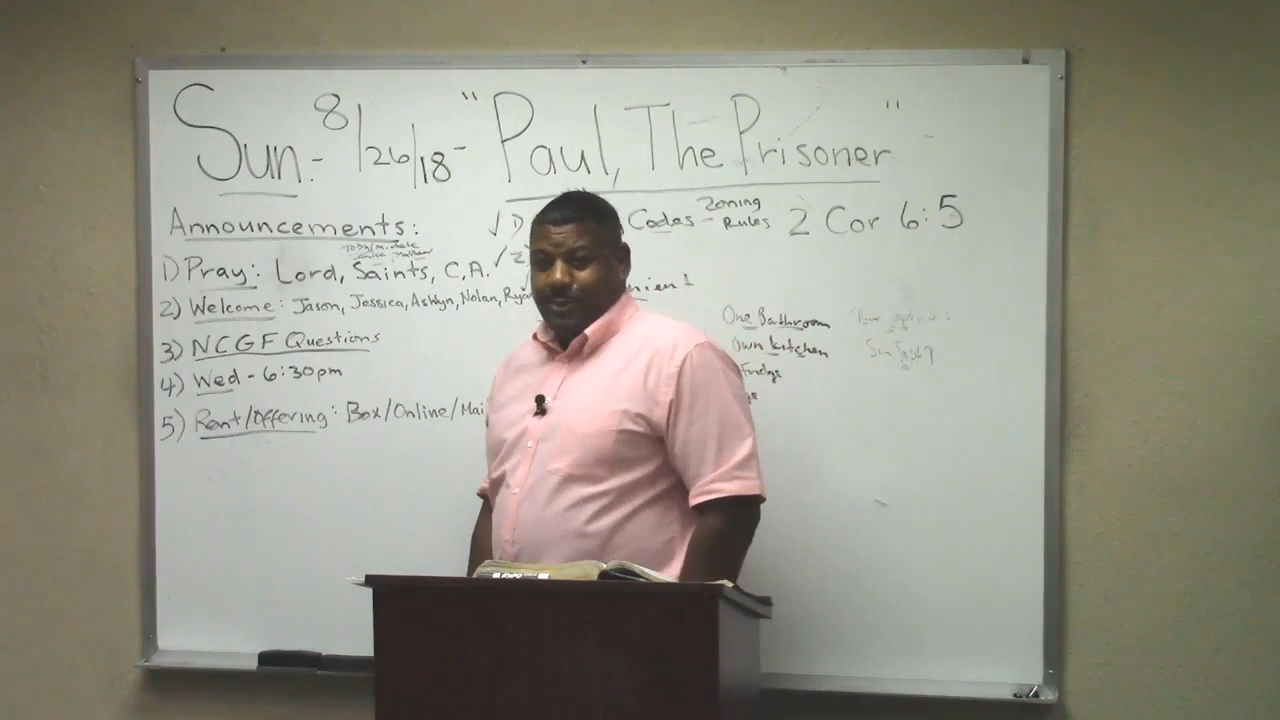 Sun - 8/26/18 - "Paul, The Prisoner"
Announcements:
Codes - Zoning Rules
2 Cor 6:5
1) Pray: Lord, Saints, C.A.
2) Welcome: Jason, Jessica, Ashlyn, Nolan, Ryan
One Bathroom
3) NCGF Questions
Own kitchen
4) Wed - 6:30pm
Fridge
5) Rent/Offering: Box/Online/Mai